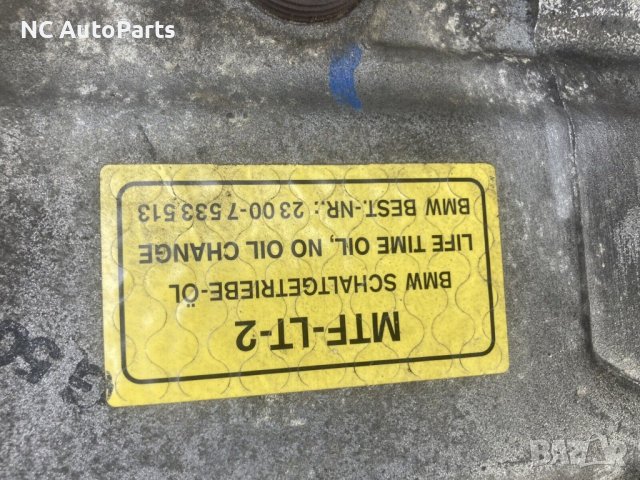 NC AutoParts
MTF-LT-2
BMW SCHALTGETRIEBE-ÖL
LIFE TIME OIL, NO OIL CHANGE
BMW BEST.-NR.: 23 00-7 533 513
BAZAR